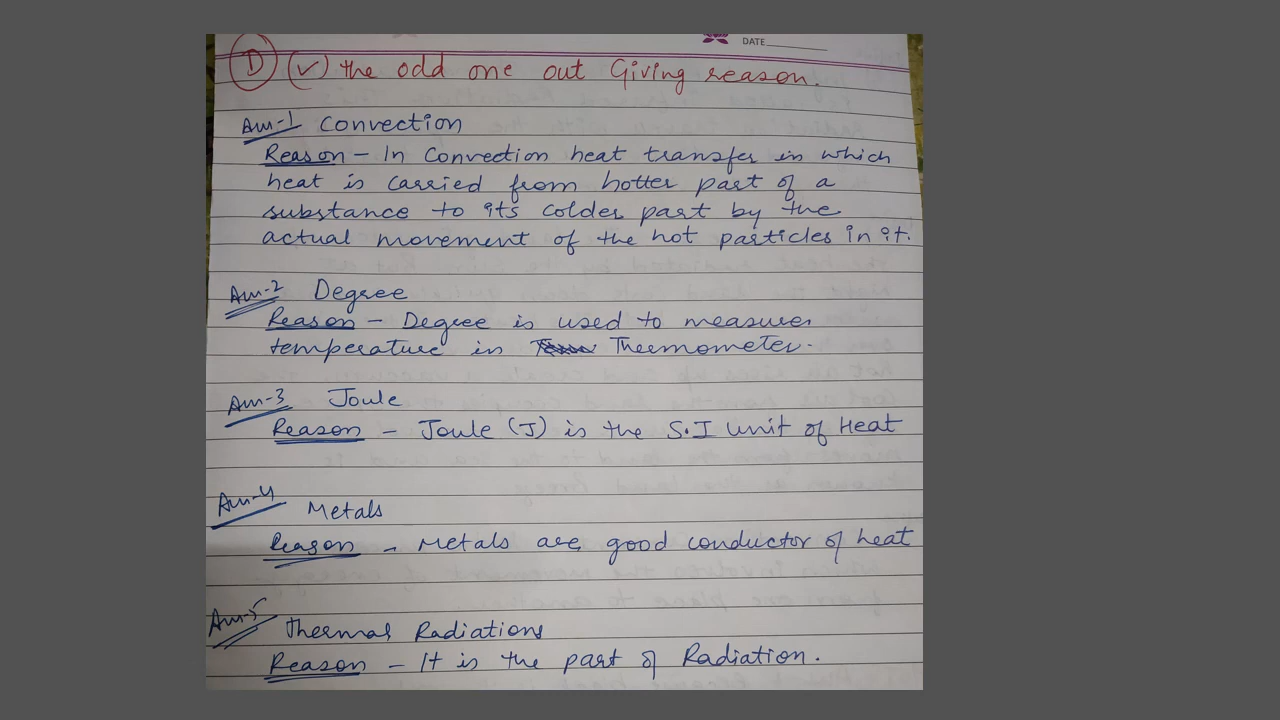 DATE
D (✓) the odd one out Giving reason.
Ans-1 Convection
Reason - In Convection heat transfer in which
heat is carried from hotter part of a
substance to its colder part by the
actual movement of the hot particles in it.
Ans-2 Degree
Reason - Degree is used to measures
temperature in Thermometer.
Ans-3 Joule
Reason - Joule (J) is the S.I unit of Heat
Ans-4 Metals
Reason - Metals are good conductor of heat
Ans-5 Thermal Radiations
Reason - It is the part of Radiation.